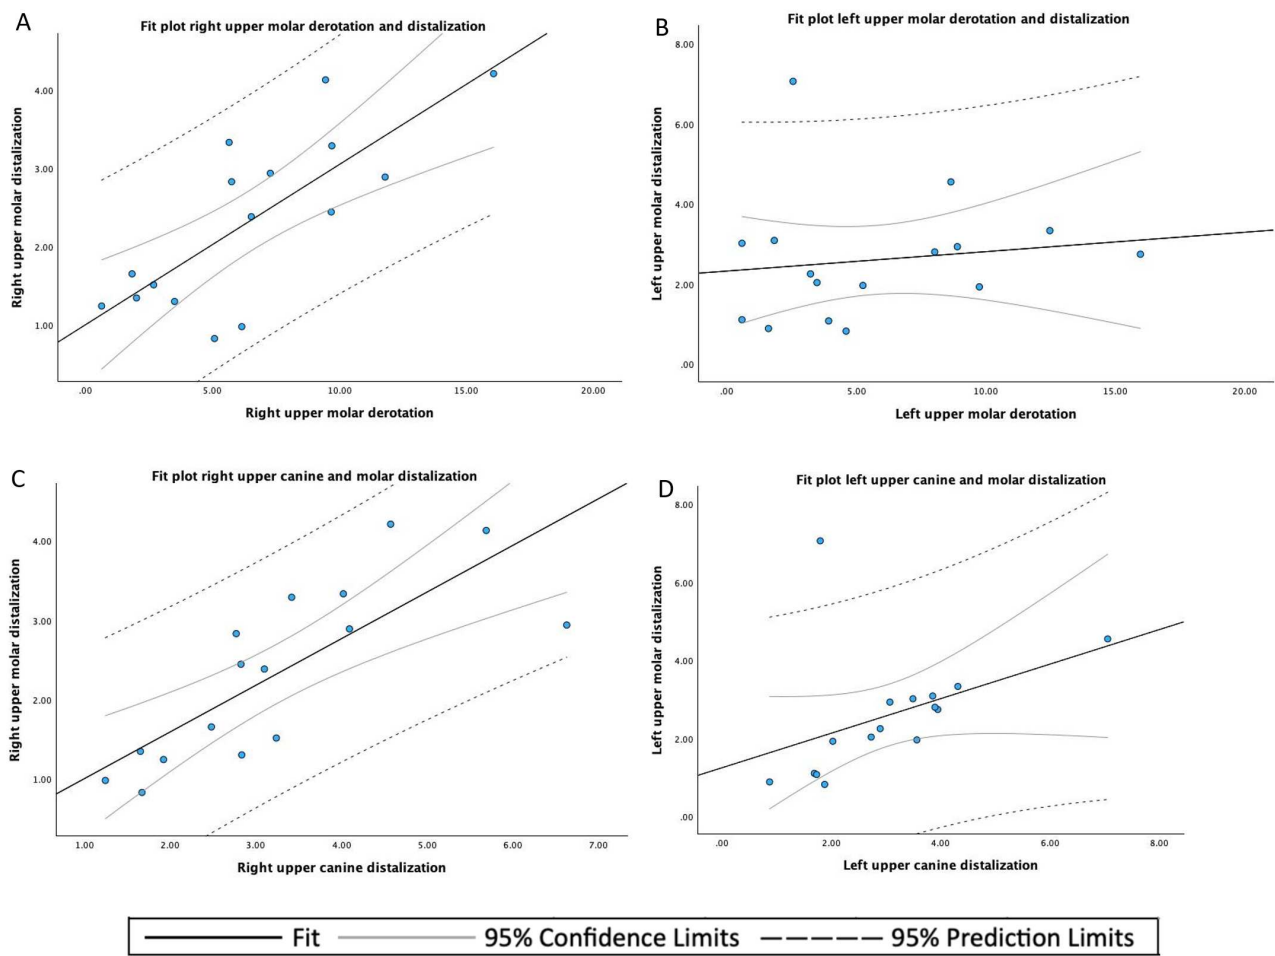 A
Fit plot right upper molar derotation and distalization
Right upper molar distalization
4.00
3.00
2.00
1.00
.00 5.00 10.00 15.00 20.00
Right upper molar derotation
B
Fit plot left upper molar derotation and distalization
Left upper molar distalization
8.00
6.00
4.00
2.00
.00
.00 5.00 10.00 15.00 20.00
Left upper molar derotation
C
Fit plot right upper canine and molar distalization
Right upper molar distalization
4.00
3.00
2.00
1.00
1.00 2.00 3.00 4.00 5.00 6.00 7.00
Right upper canine distalization
D
Fit plot left upper canine and molar distalization
Left upper molar distalization
8.00
6.00
4.00
2.00
.00
.00 2.00 4.00 6.00 8.00
Left upper canine distalization
Fit 95% Confidence Limits 95% Prediction Limits